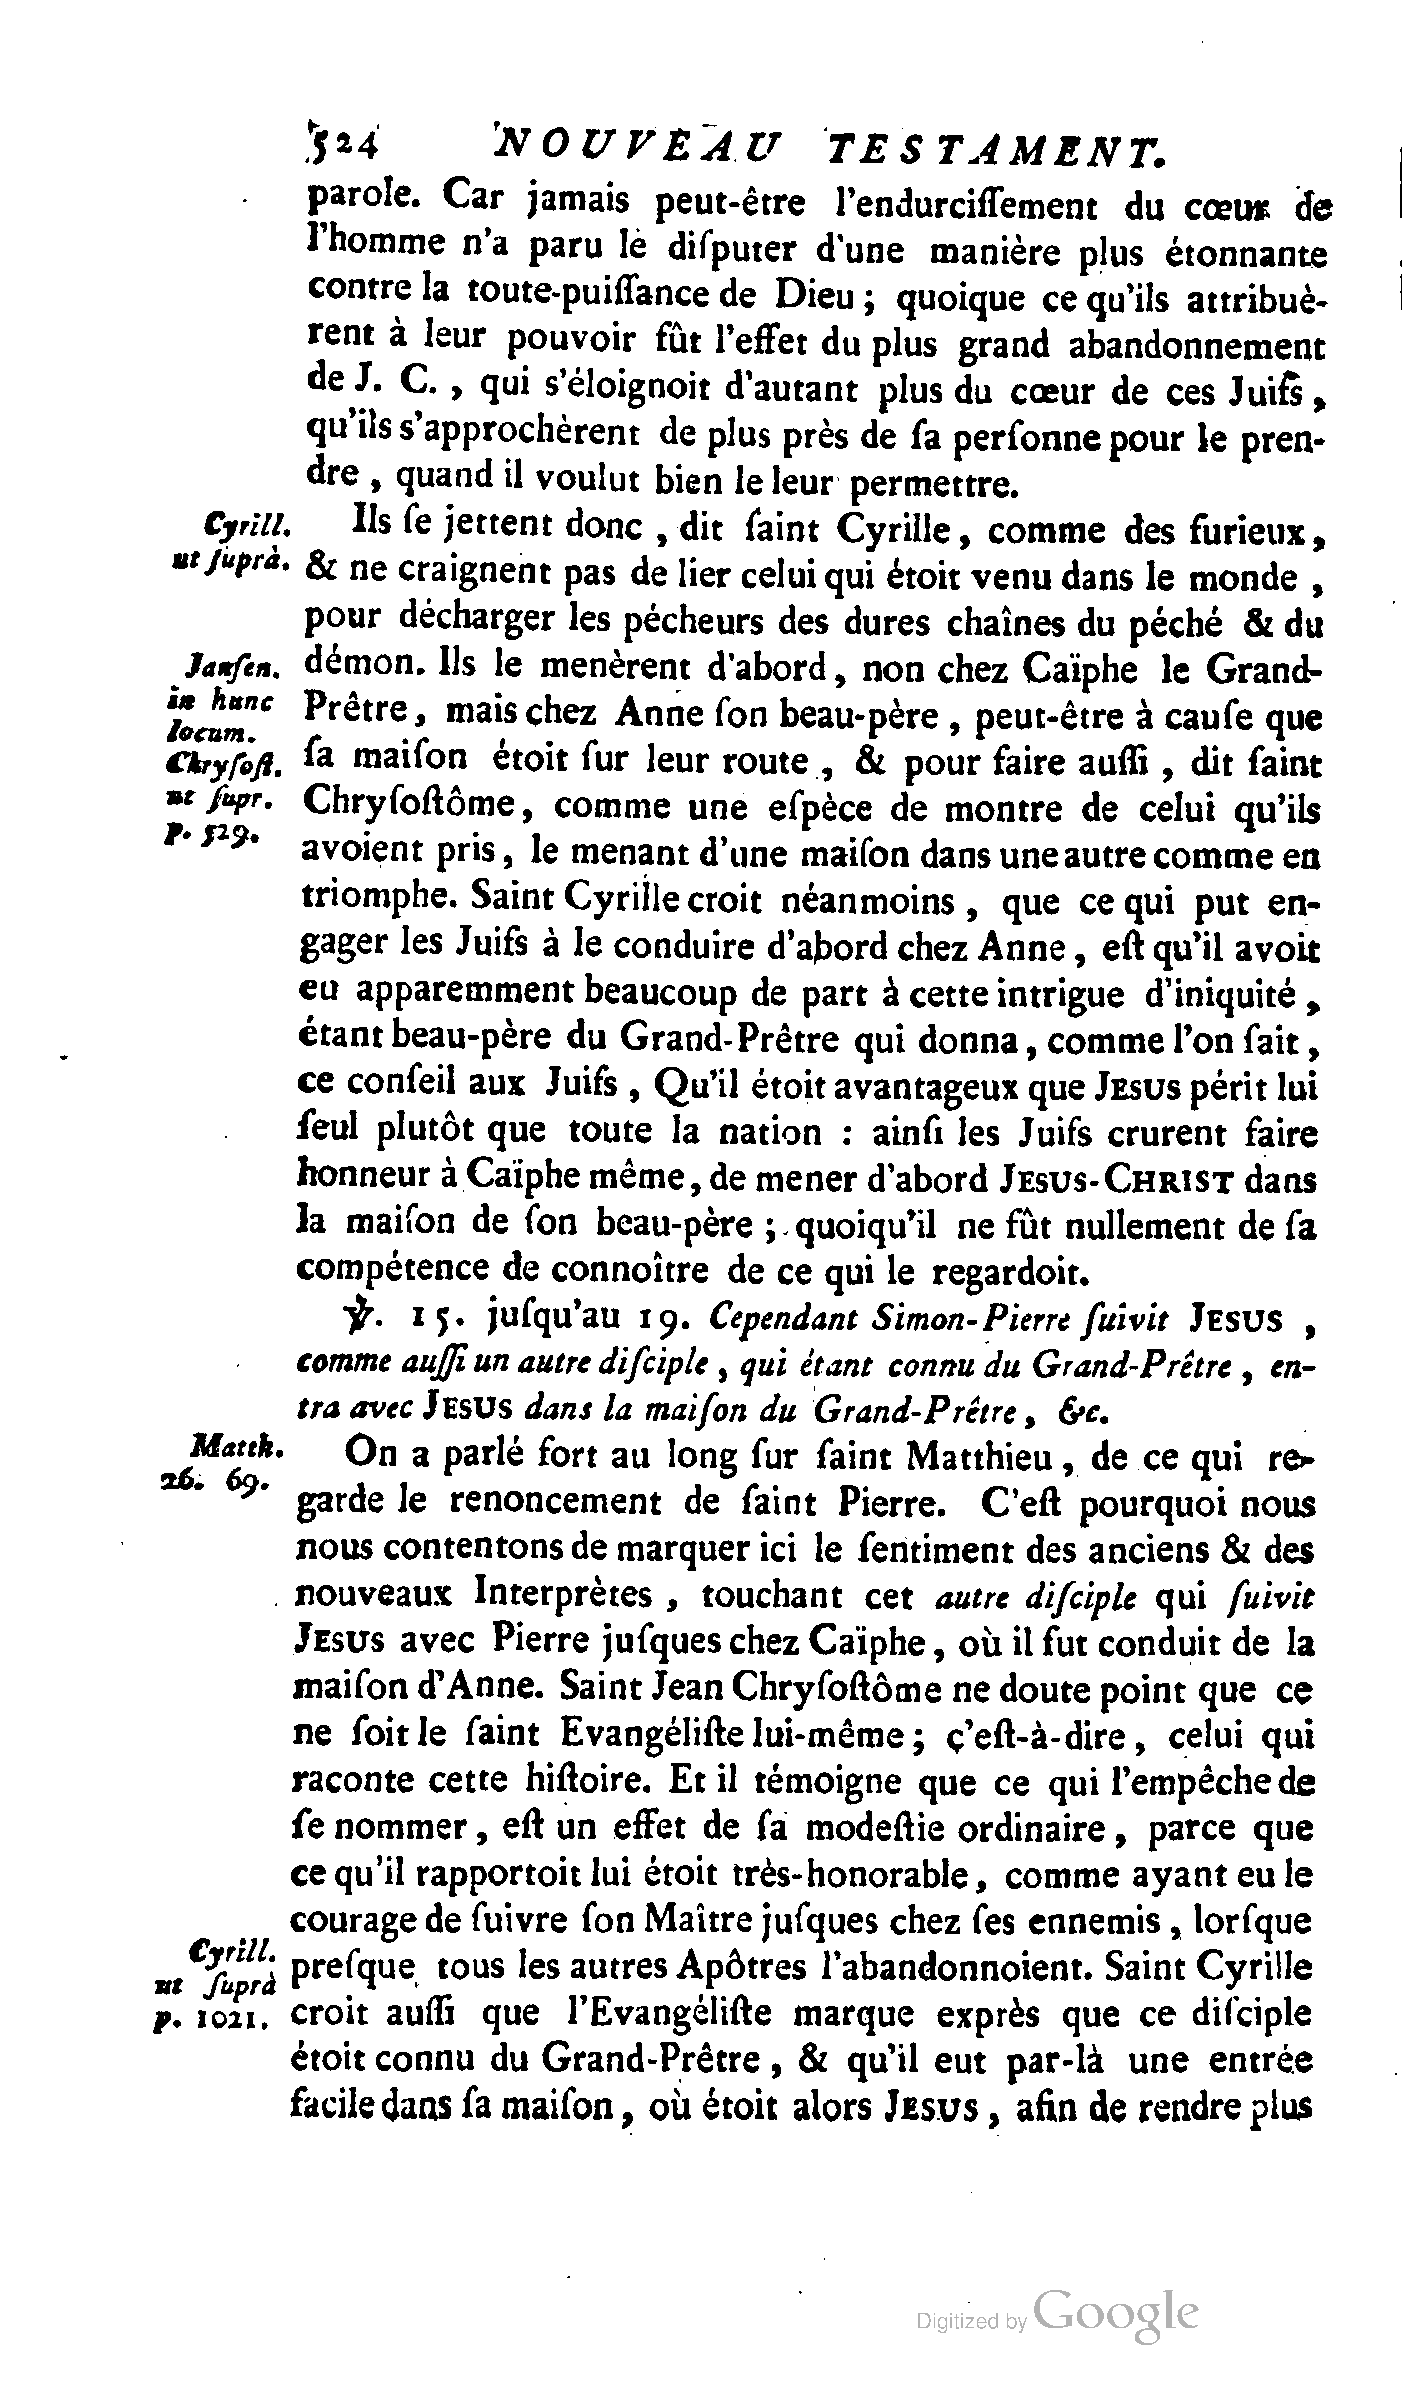 524 NOUVEAU TESTAMENT.
parole. Car jamais peut-être l'endurciſſement du cœur de
l'homme n'a paru le diſputer d'une manière plus étonnante
contre la toute-puiſſance de Dieu ; quoique ce qu'ils attribuè-
rent à leur pouvoir fût l'effet du plus grand abandonnement
de J. C. , qui s'éloignoit d'autant plus du cœur de ces Juifs ,
qu'ils s'approchèrent de plus près de ſa perſonne pour le pren-
dre , quand il voulut bien le leur permettre.
Cyrill.
ut ſuprà.
Ils ſe jettent donc , dit ſaint Cyrille , comme des furieux ,
& ne craignent pas de lier celui qui étoit venu dans le monde ,
pour décharger les pécheurs des dures chaînes du péché & du
Janſen.
in hunc
locum.
Chryſoſt.
ut ſupr.
p. 529.
démon. Ils le menèrent d'abord , non chez Caïphe le Grand-
Prêtre , mais chez Anne ſon beau-père , peut-être à cauſe que
ſa maiſon étoit ſur leur route , & pour faire auſſi , dit ſaint
Chryſoſtôme , comme une eſpèce de montre de celui qu'ils
avoient pris , le menant d'une maiſon dans une autre comme en
triomphe. Saint Cyrille croit néanmoins , que ce qui put en-
gager les Juifs à le conduire d'abord chez Anne , eſt qu'il avoit
eu apparemment beaucoup de part à cette intrigue d'iniquité ,
étant beau-père du Grand-Prêtre qui donna , comme l'on ſait ,
ce conſeil aux Juifs , Qu'il étoit avantageux que JESUS périt lui
ſeul plutôt que toute la nation : ainſi les Juifs crurent faire
honneur à Caïphe même , de mener d'abord JESUS-CHRIST dans
la maiſon de ſon beau-père ; quoiqu'il ne fût nullement de ſa
compétence de connoître de ce qui le regardoit.
℣. 15. juſqu'au 19. Cependant Simon-Pierre ſuivit JESUS ,
comme auſſi un autre diſciple , qui étant connu du Grand-Prêtre , en-
tra avec JESUS dans la maiſon du Grand-Prêtre , &c.
Matth.
26. 69.
On a parlé fort au long ſur ſaint Matthieu , de ce qui re-
garde le renoncement de ſaint Pierre. C'eſt pourquoi nous
nous contentons de marquer ici le ſentiment des anciens & des
nouveaux Interprètes , touchant cet autre diſciple qui ſuivit
JESUS avec Pierre juſques chez Caïphe , où il fut conduit de la
maiſon d'Anne. Saint Jean Chryſoſtôme ne doute point que ce
ne ſoit le ſaint Evangéliſte lui-même ; c'eſt-à-dire , celui qui
raconte cette hiſtoire. Et il témoigne que ce qui l'empêche de
ſe nommer , eſt un effet de ſa modeſtie ordinaire , parce que
ce qu'il rapportoit lui étoit très-honorable , comme ayant eu le
courage de ſuivre ſon Maître juſques chez ſes ennemis , lorſque
Cyrill.
ut ſuprà
p. 1021.
preſque tous les autres Apôtres l'abandonnoient. Saint Cyrille
croit auſſi que l'Evangéliſte marque exprès que ce diſciple
étoit connu du Grand-Prêtre , & qu'il eut par-là une entrée
facile dans ſa maiſon , où étoit alors JESUS , afin de rendre plus
Digitized by Google